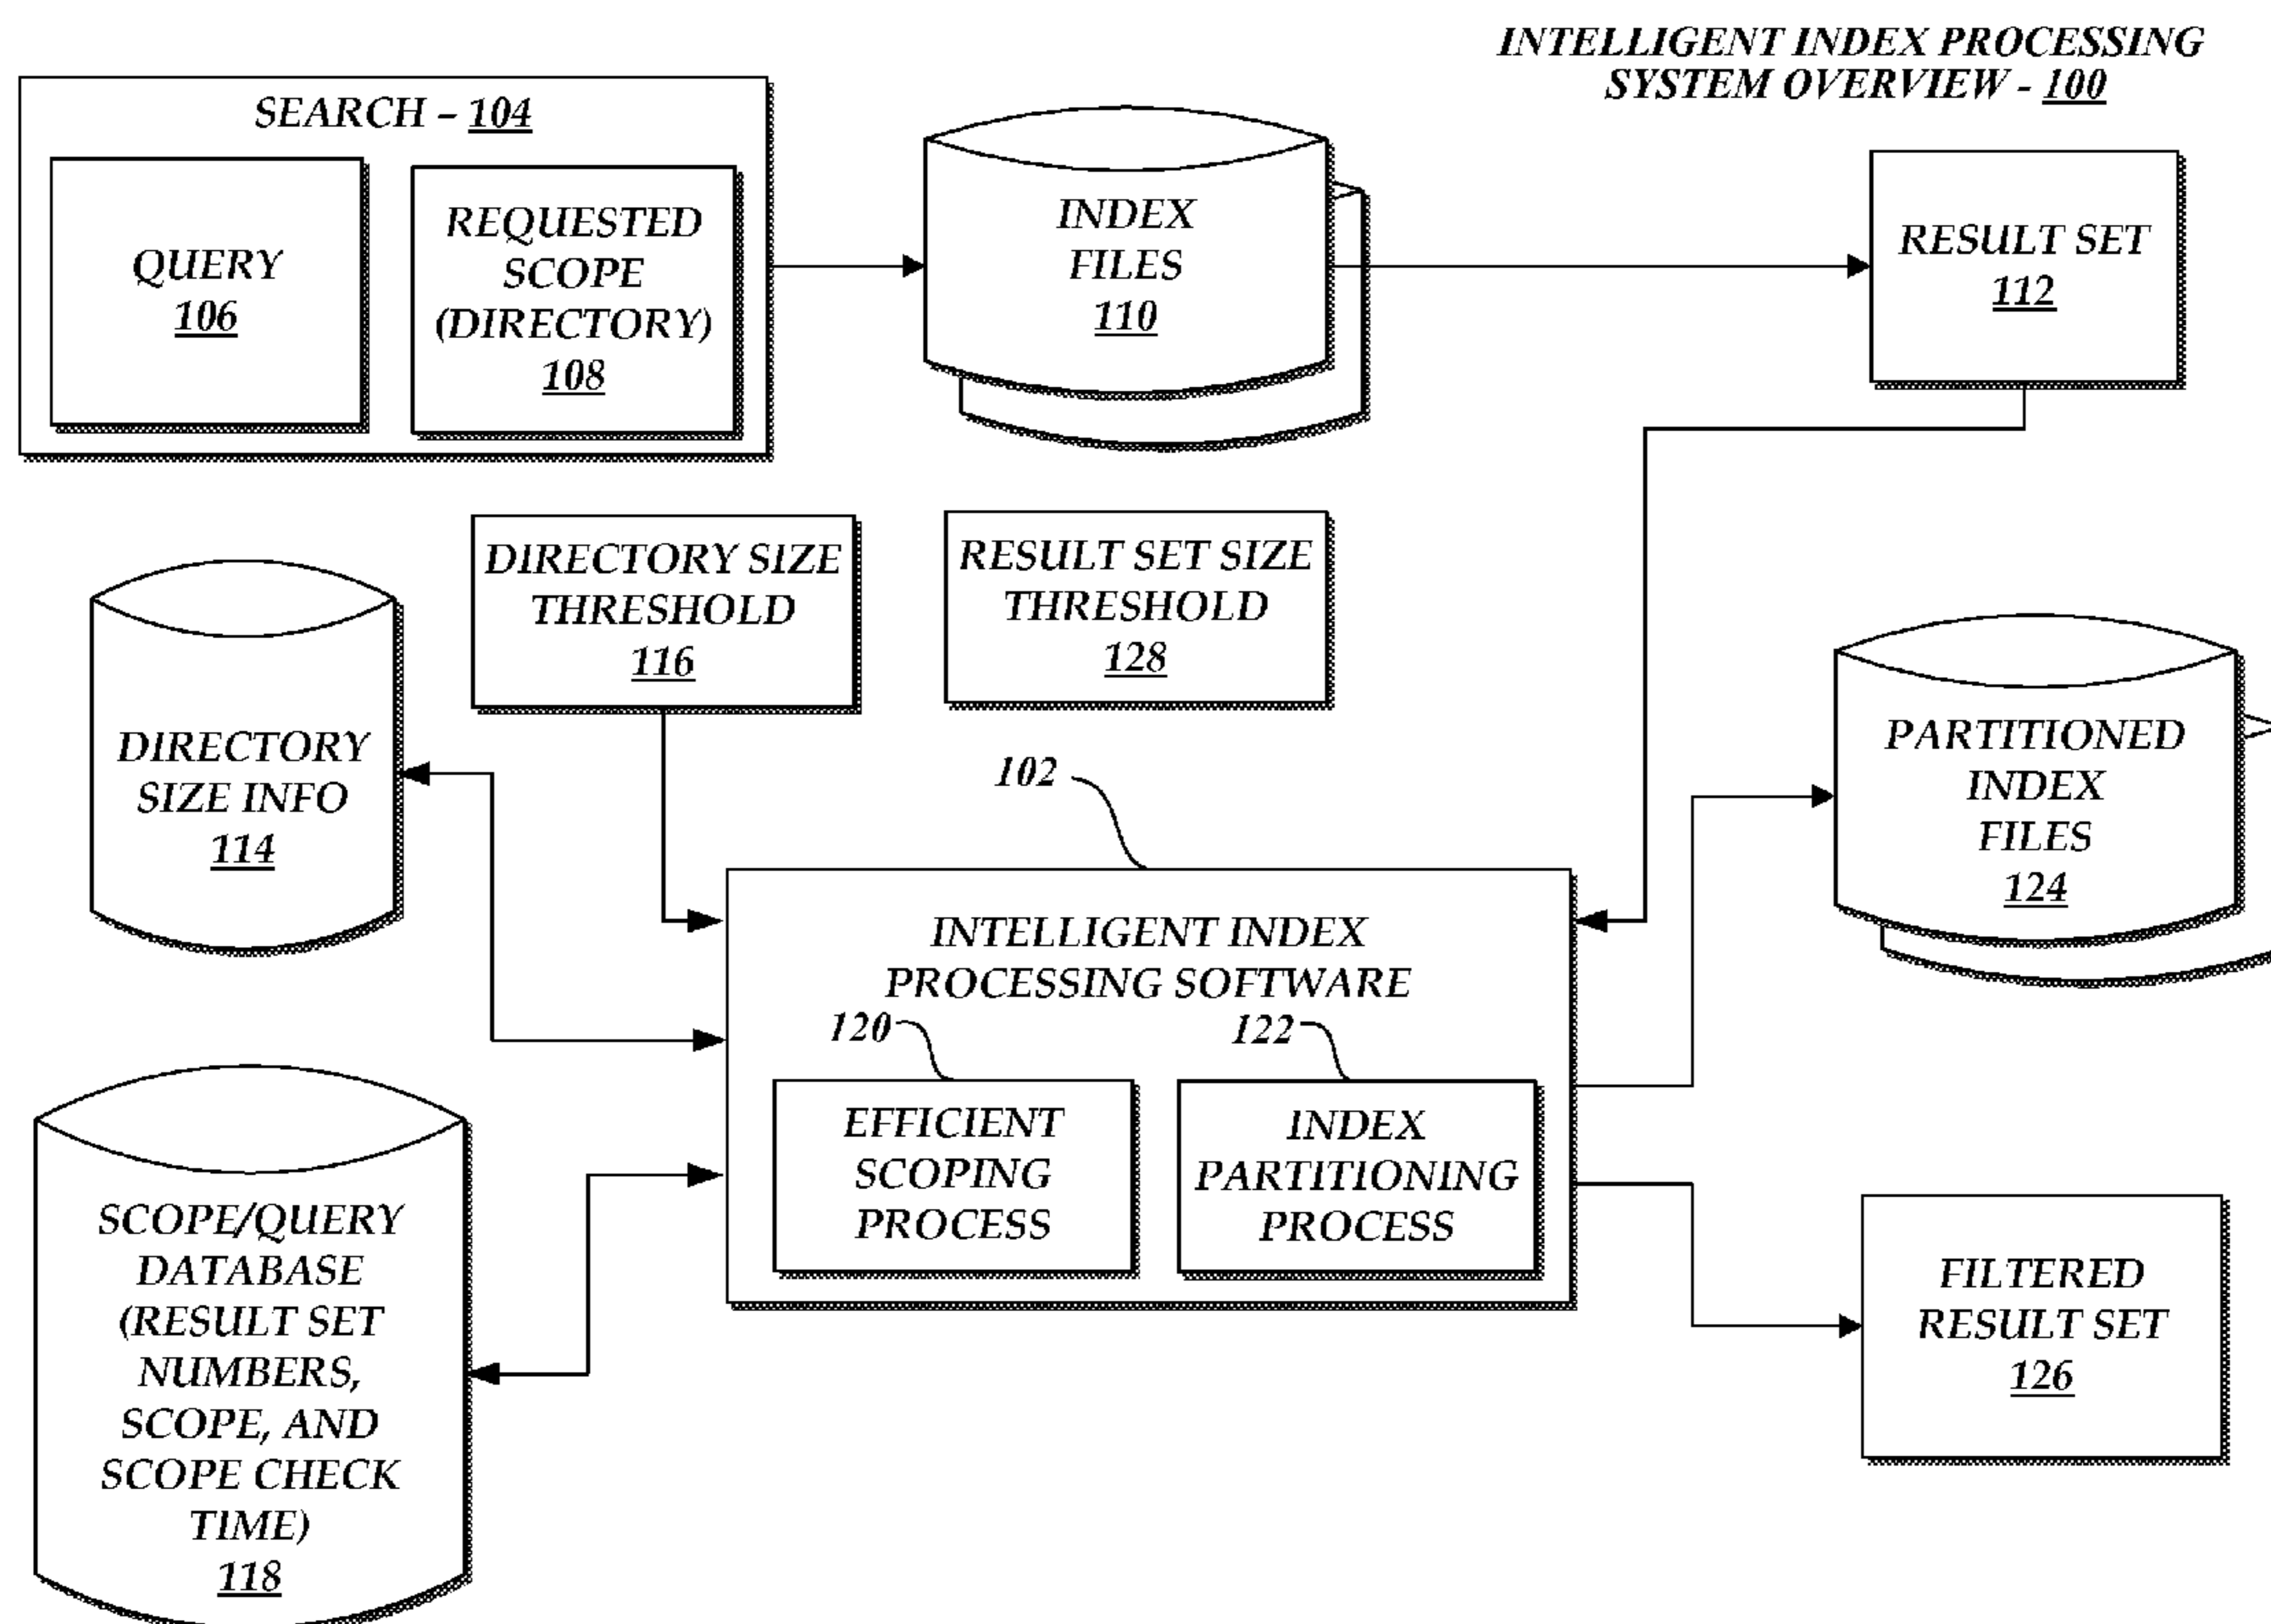 INTELLIGENT INDEX PROCESSING
SYSTEM OVERVIEW - 100
SEARCH – 104
QUERY
106
REQUESTED
SCOPE
(DIRECTORY)
108
INDEX
FILES
110
RESULT SET
112
DIRECTORY SIZE
THRESHOLD
116
RESULT SET SIZE
THRESHOLD
128
DIRECTORY
SIZE INFO
114
PARTITIONED
INDEX
FILES
124
102
INTELLIGENT INDEX
PROCESSING SOFTWARE
120
122
EFFICIENT
SCOPING
PROCESS
INDEX
PARTITIONING
PROCESS
SCOPE/QUERY
DATABASE
(RESULT SET
NUMBERS,
SCOPE, AND
SCOPE CHECK
TIME)
118
FILTERED
RESULT SET
126